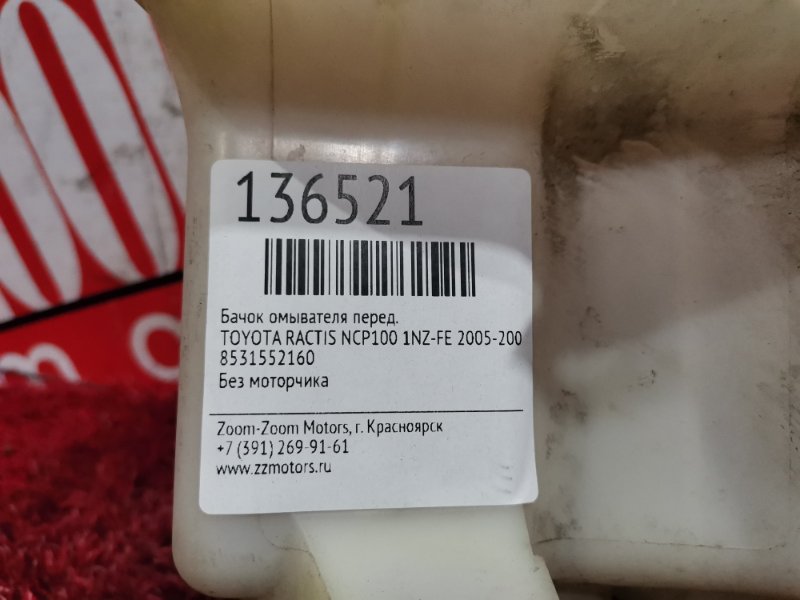 136521
Бачок омывателя перед.
TOYOTA RACTIS NCP100 1NZ-FE 2005-200
8531552160
Без моторчика
Zoom-Zoom Motors, г. Красноярск
+7 (391) 269-91-61
www.zzmotors.ru